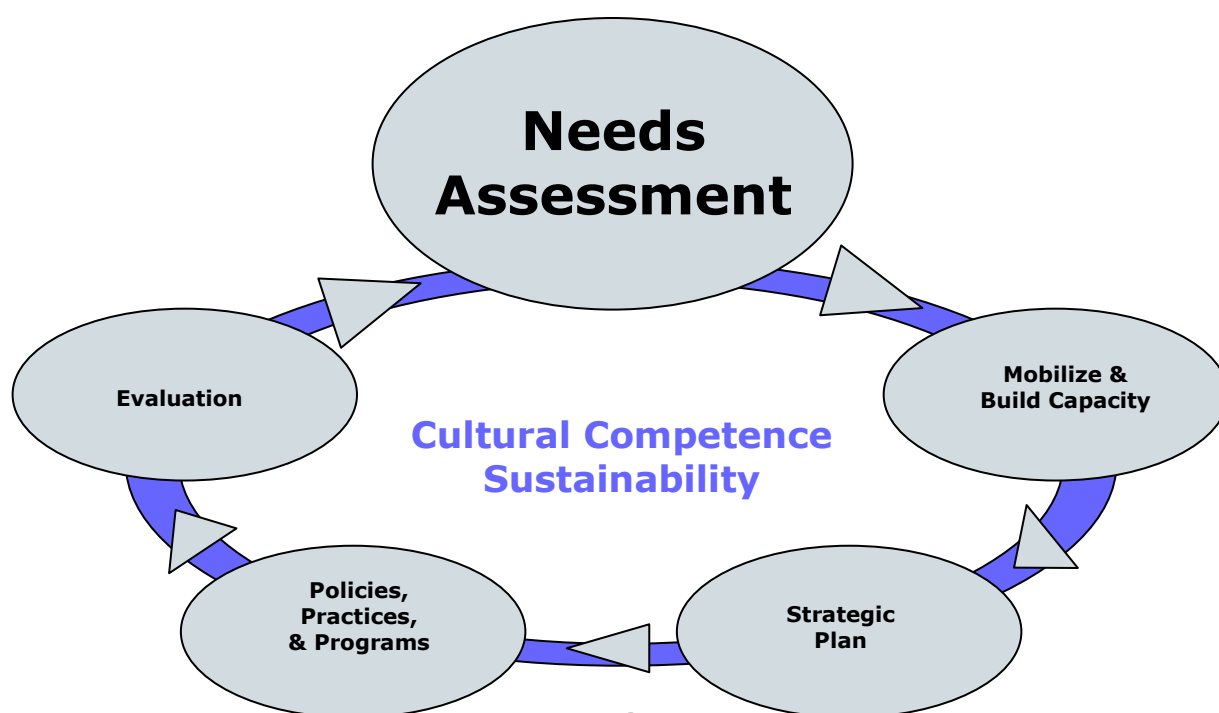 Needs
Assessment
Mobilize &
Build Capacity
Evaluation
Cultural Competence
Sustainability
Strategic
Plan
Policies,
Practices,
& Programs